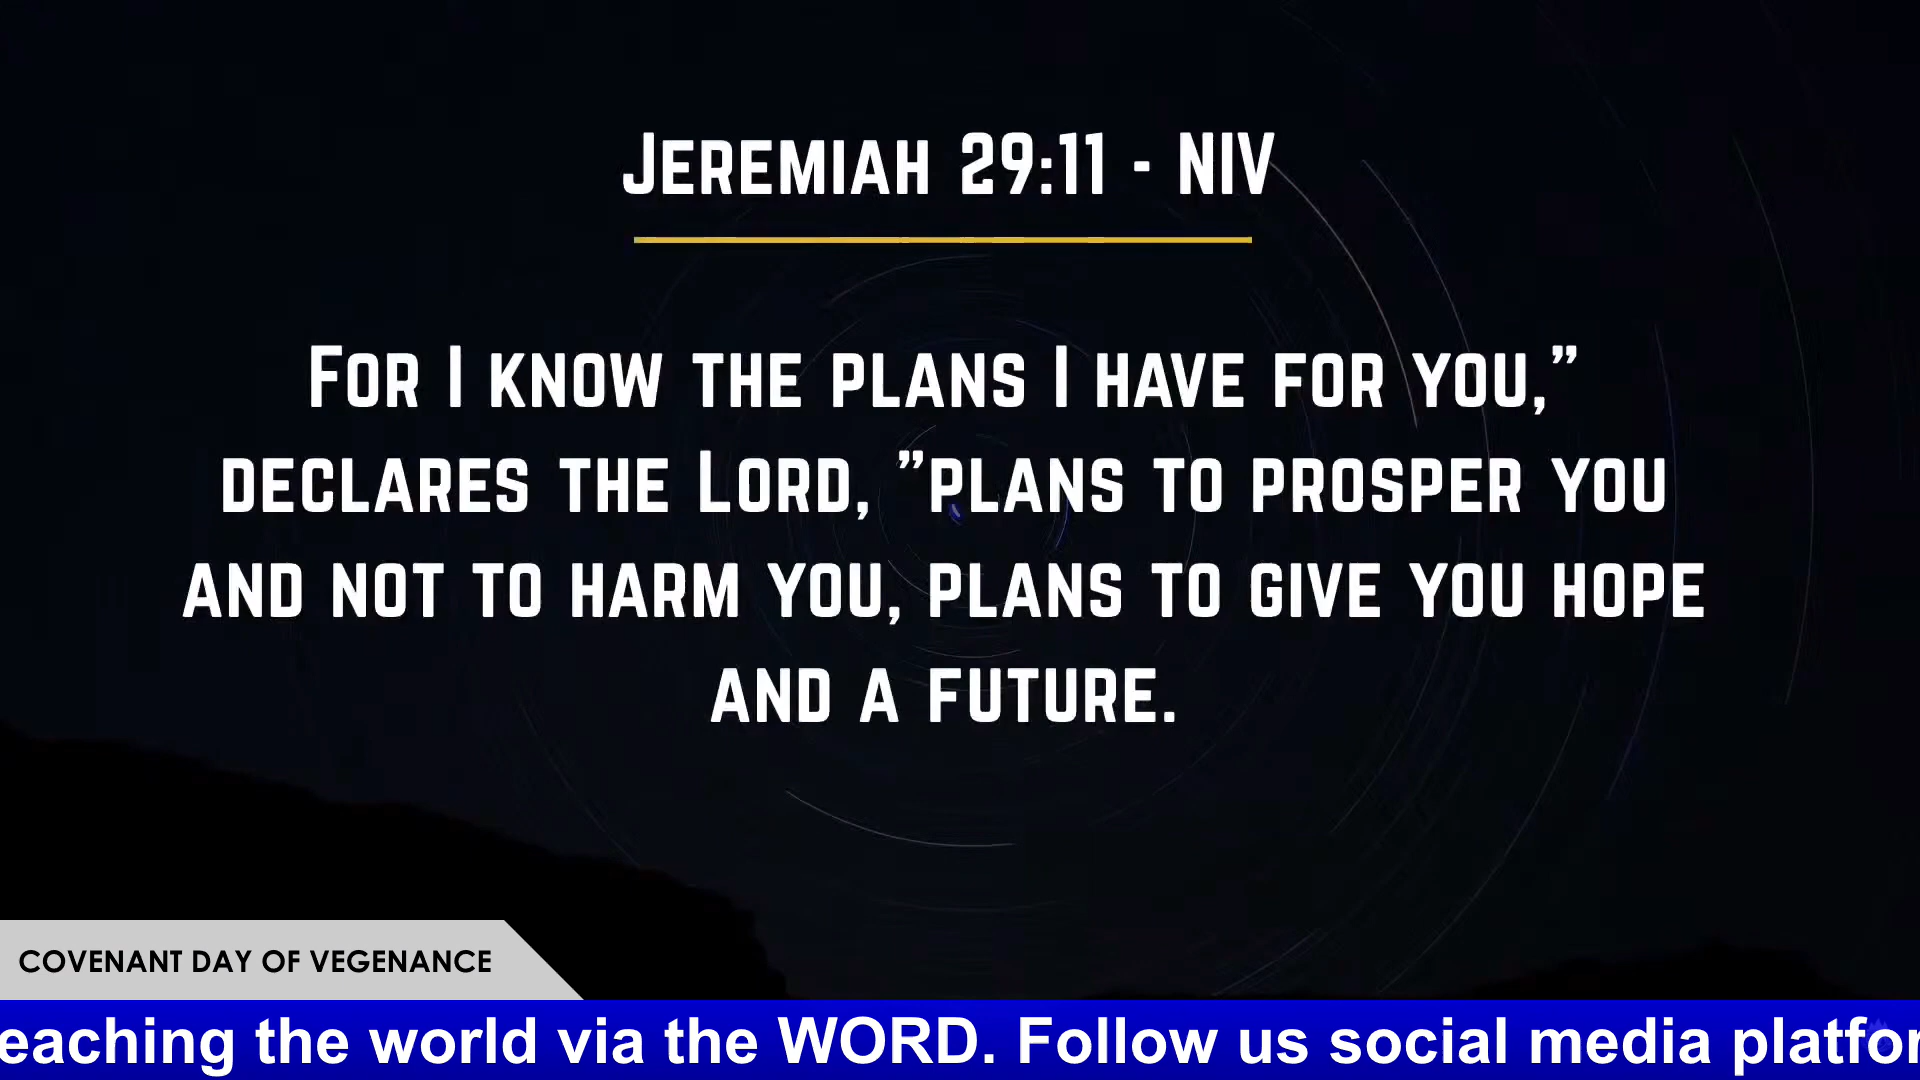 Jeremiah 29:11 - NIV
For I know the plans I have for you,”
declares the Lord, ”plans to prosper you
and not to harm you, plans to give you hope
and a future.
COVENANT DAY OF VEGENANCE
eaching the world via the WORD. Follow us social media platfor